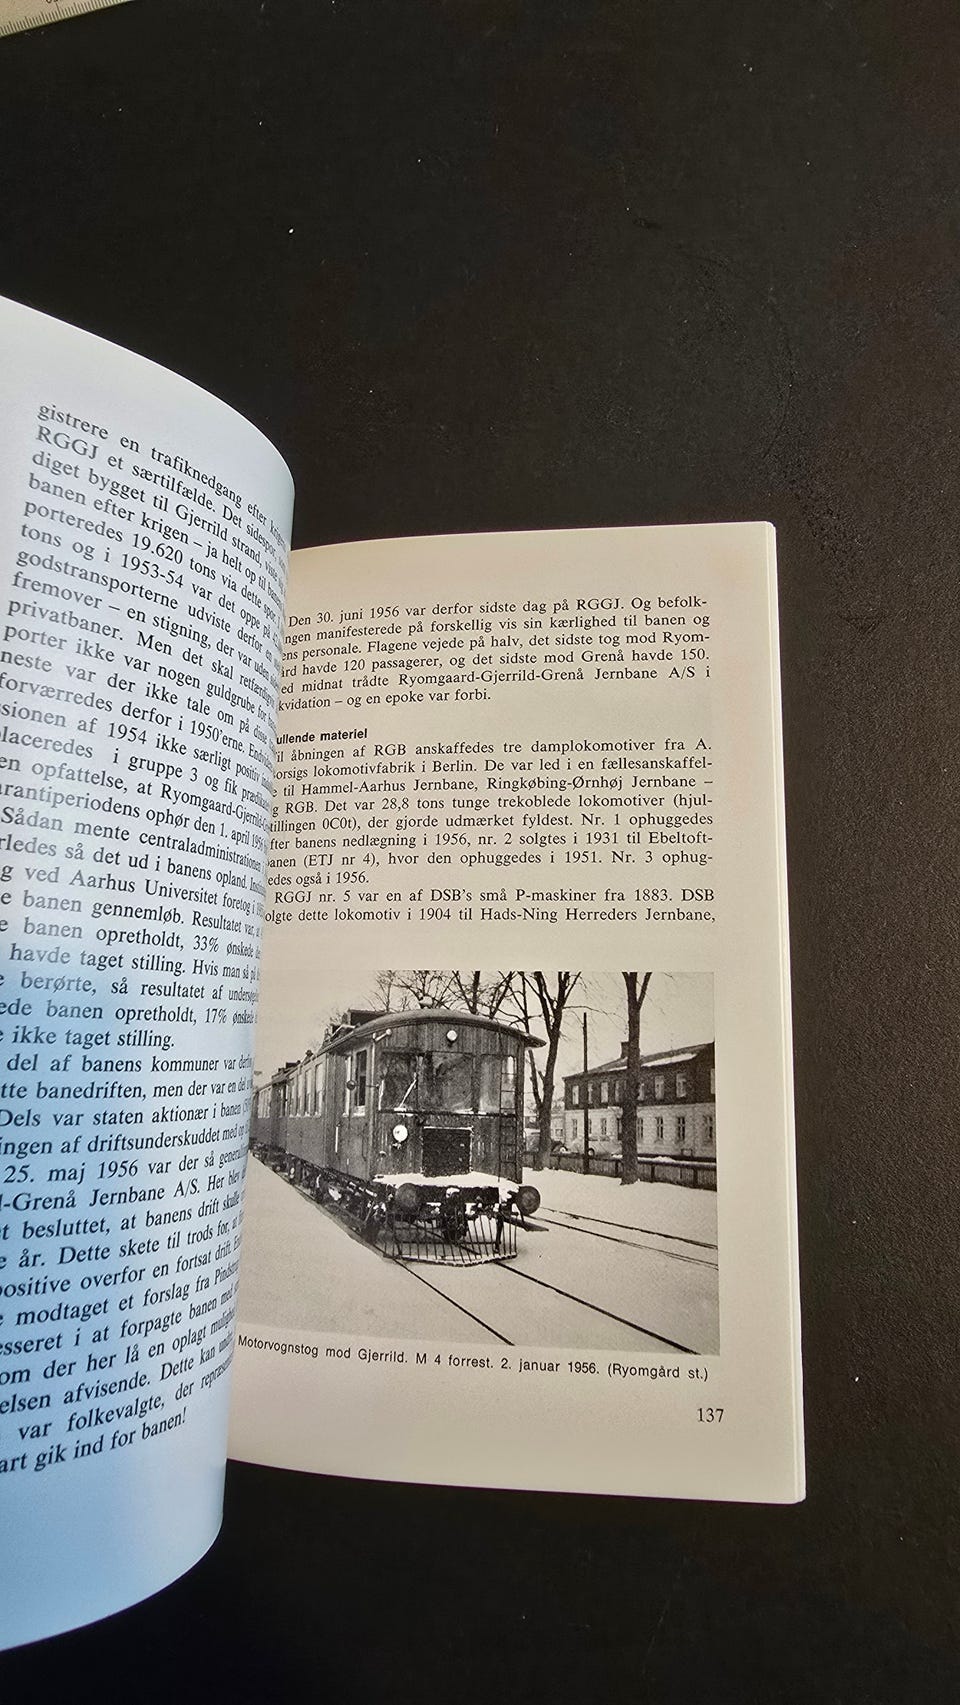 gistrere en trafiknedgang efter
RGGJ et særtilfælde. Det sidespor,
diget bygget til Gjerrild strand,
banen efter krigen – ja helt op til
porteredes 19.620 tons via dette spor,
tons og i 1953-54 var det oppe på
godstransporterne udviste derfor en
fremover – en stigning, der var uden
privatbaner. Men det skal
porter ikke var nogen guldgrube for
neste var der ikke tale om på disse
forværredes derfor i 1950'erne.
sionen af 1954 ikke særligt positiv
laceredes i gruppe 3 og fik
en opfattelse, at Ryomgaard-Gjerrild-
rantiperiodens ophør den 1. april
Sådan mente centraladministrationen
rledes så det ud i banens opland.
g ved Aarhus Universitet foretog i
e banen gennemløb. Resultatet var, at
e banen opretholdt, 33% ønskede
havde taget stilling. Hvis man så på
e berørte, så resultatet af
ede banen opretholdt, 17% ønskede
e ikke taget stilling.
del af banens kommuner var derfor
tte banedriften, men der var en del
Dels var staten aktionær i banen
ingen af driftsunderskuddet med op
25. maj 1956 var der så
d-Grenå Jernbane A/S. Her blev
t besluttet, at banens drift skulle
e år. Dette skete til trods for, at
positive overfor en fortsat drift.
e modtaget et forslag fra
esseret i at forpagte banen med
om der her lå en oplagt
elsen afvisende. Dette kan
var folkevalgte, der
art gik ind for banen!
Den 30. juni 1956 var derfor sidste dag på RGGJ. Og befolk-
ngen manifesterede på forskellig vis sin kærlighed til banen og
ens personale. Flagene vejede på halv, det sidste tog mod Ryom-
ård havde 120 passagerer, og det sidste mod Grenå havde 150.
ed midnat trådte Ryomgaard-Gjerrild-Grenå Jernbane A/S i
kvidation – og en epoke var forbi.
ullende materiel
il åbningen af RGB anskaffedes tre damplokomotiver fra A.
orsigs lokomotivfabrik i Berlin. De var led i en fællesanskaffel-
e til Hammel-Aarhus Jernbane, Ringkøbing-Ørnhøj Jernbane –
g RGB. Det var 28,8 tons tunge trekoblede lokomotiver (hjul-
tillingen 0C0t), der gjorde udmærket fyldest. Nr. 1 ophuggedes
fter banens nedlægning i 1956, nr. 2 solgtes i 1931 til Ebeltoft-
anen (ETJ nr 4), hvor den ophuggedes i 1951. Nr. 3 ophug-
edes også i 1956.
RGGJ nr. 5 var en af DSB's små P-maskiner fra 1883. DSB
olgte dette lokomotiv i 1904 til Hads-Ning Herreders Jernbane,
Motorvognstog mod Gjerrild. M 4 forrest. 2. januar 1956. (Ryomgård st.)
137